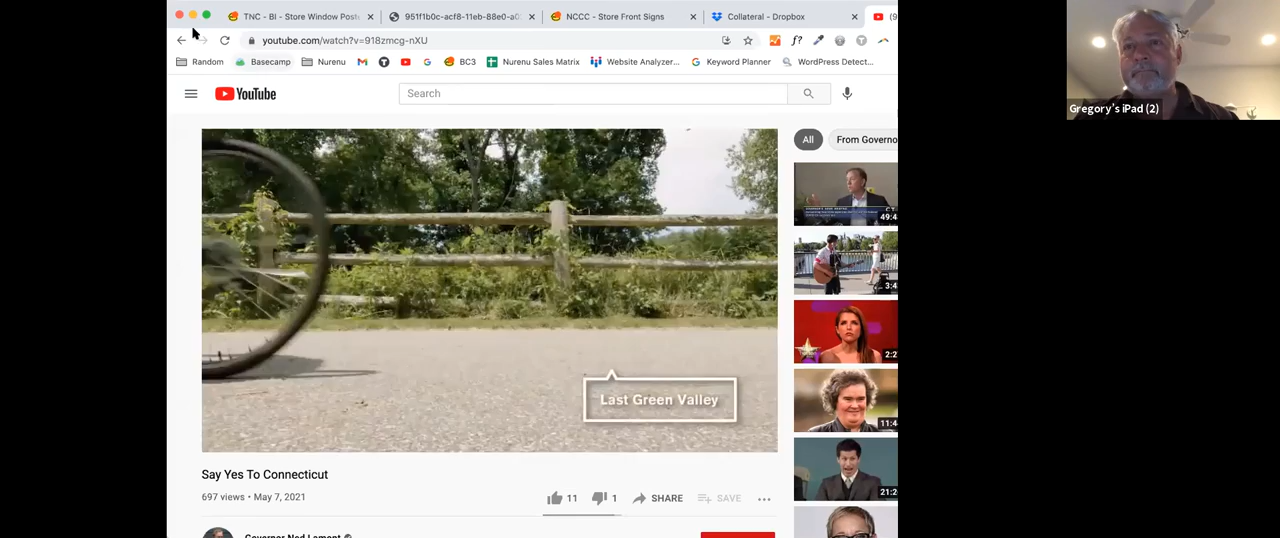 TNC - BI - Store Window Poste
951f1b0c-acf8-11eb-88e0-a0
NCCC - Store Front Signs
Collateral - Dropbox
(9
youtube.com/watch?v=918zmcg-nXU
f?
Random
Basecamp
Nurenu
BC3
Nurenu Sales Matrix
Website Analyzer...
Keyword Planner
WordPress Detect...
YouTube
Search
All
From Governo
Last Green Valley
49:4
3:4
2:2
11:4
21:2
Say Yes To Connecticut
697 views • May 7, 2021
11
1
SHARE
SAVE
Governor Ned Lamont
Gregory's iPad (2)